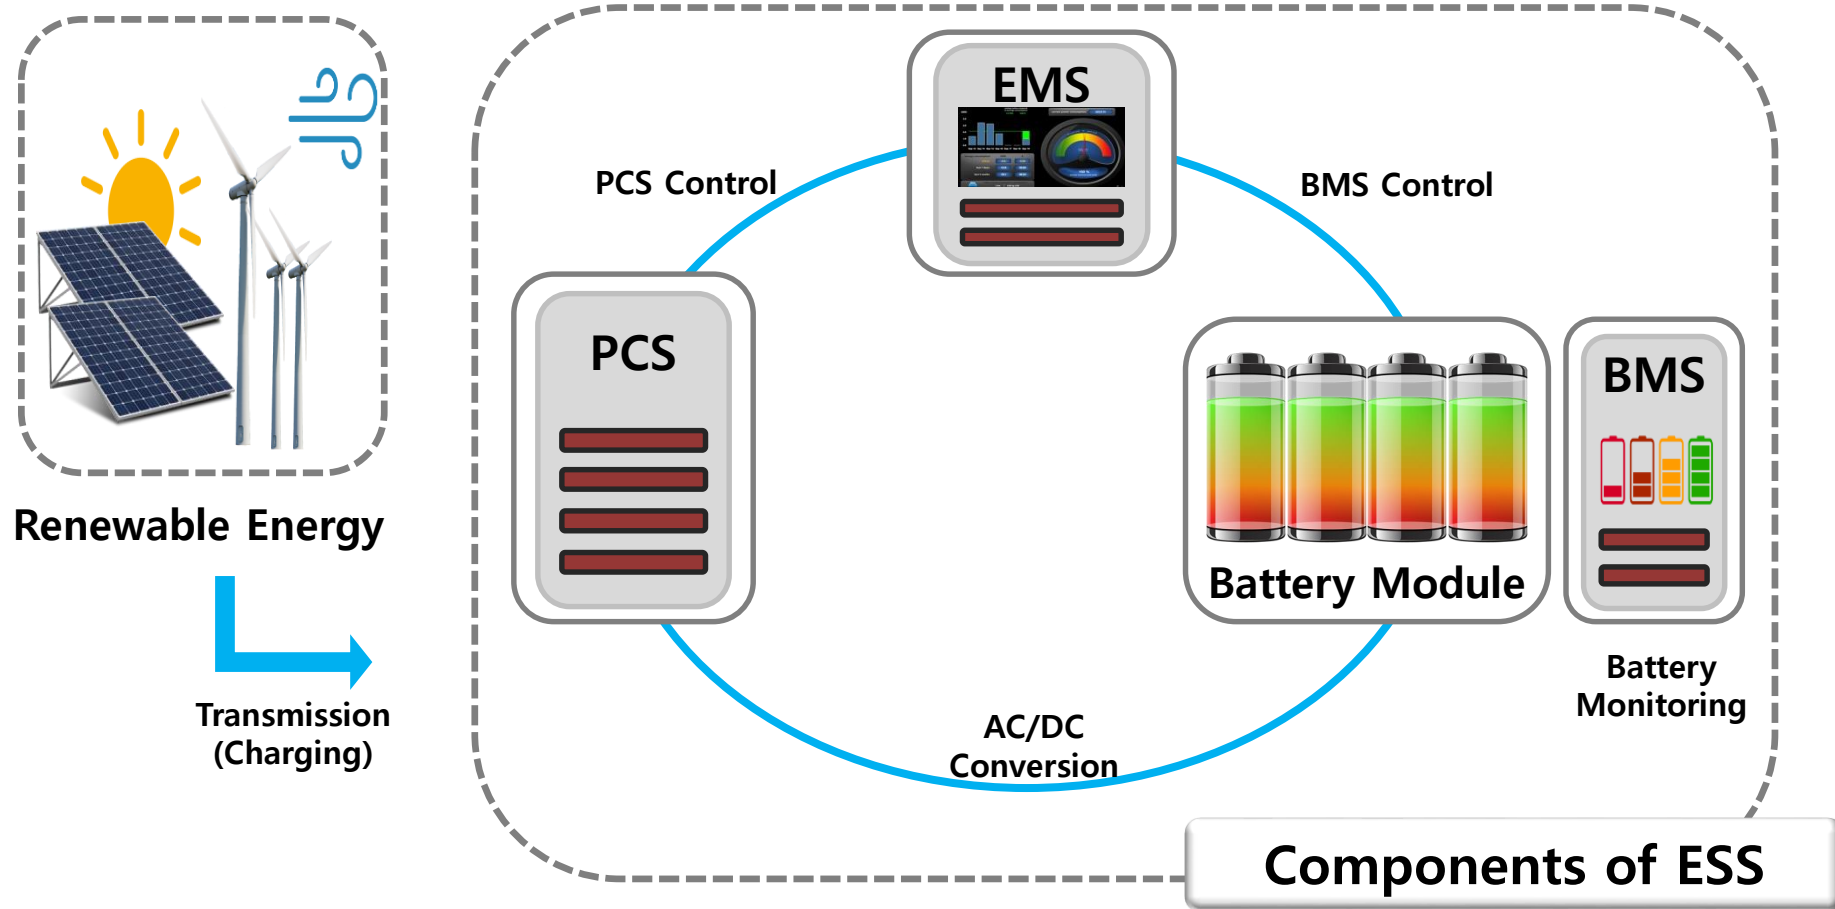 EMS
PCS Control
BMS Control
PCS
BMS
Battery Module
Renewable Energy
Transmission
(Charging)
Battery
Monitoring
AC/DC
Conversion
Components of ESS